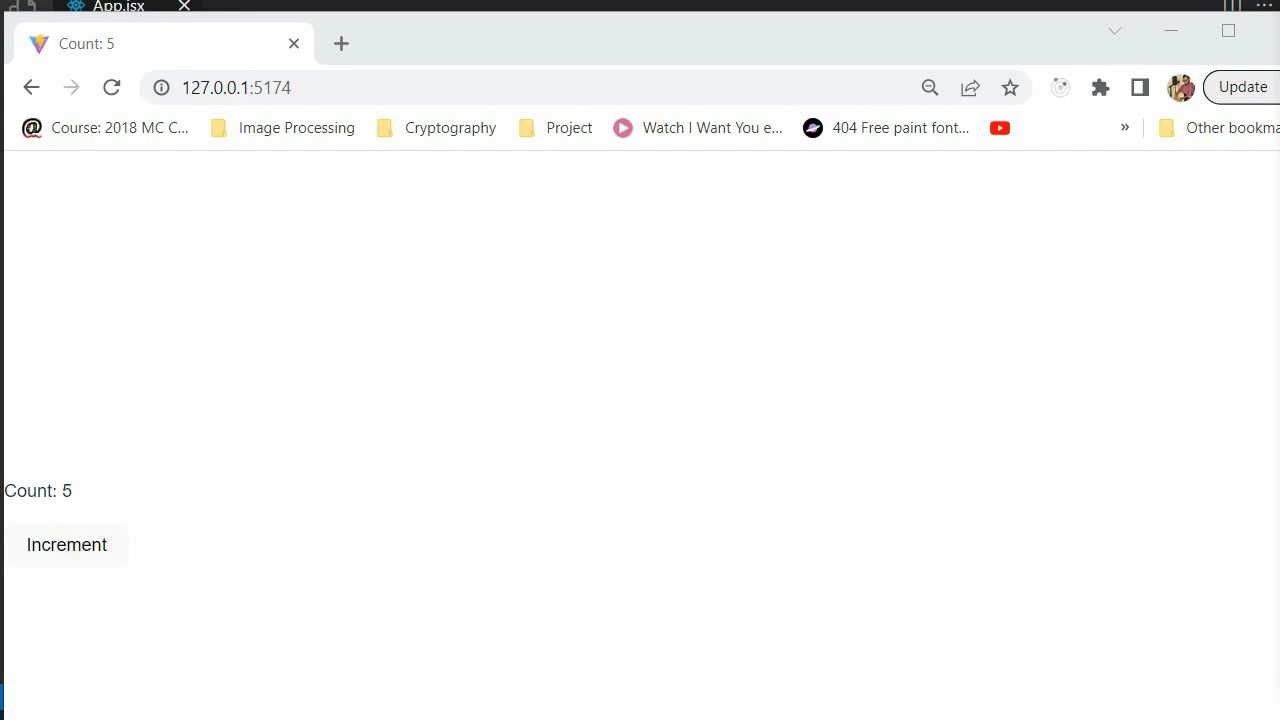 App.jsx
Count: 5
127.0.0.1:5174
Update
Course: 2018 MC C...
Image Processing
Cryptography
Project
Watch I Want You e...
404 Free paint font...
»
Other bookma
Count: 5
Increment